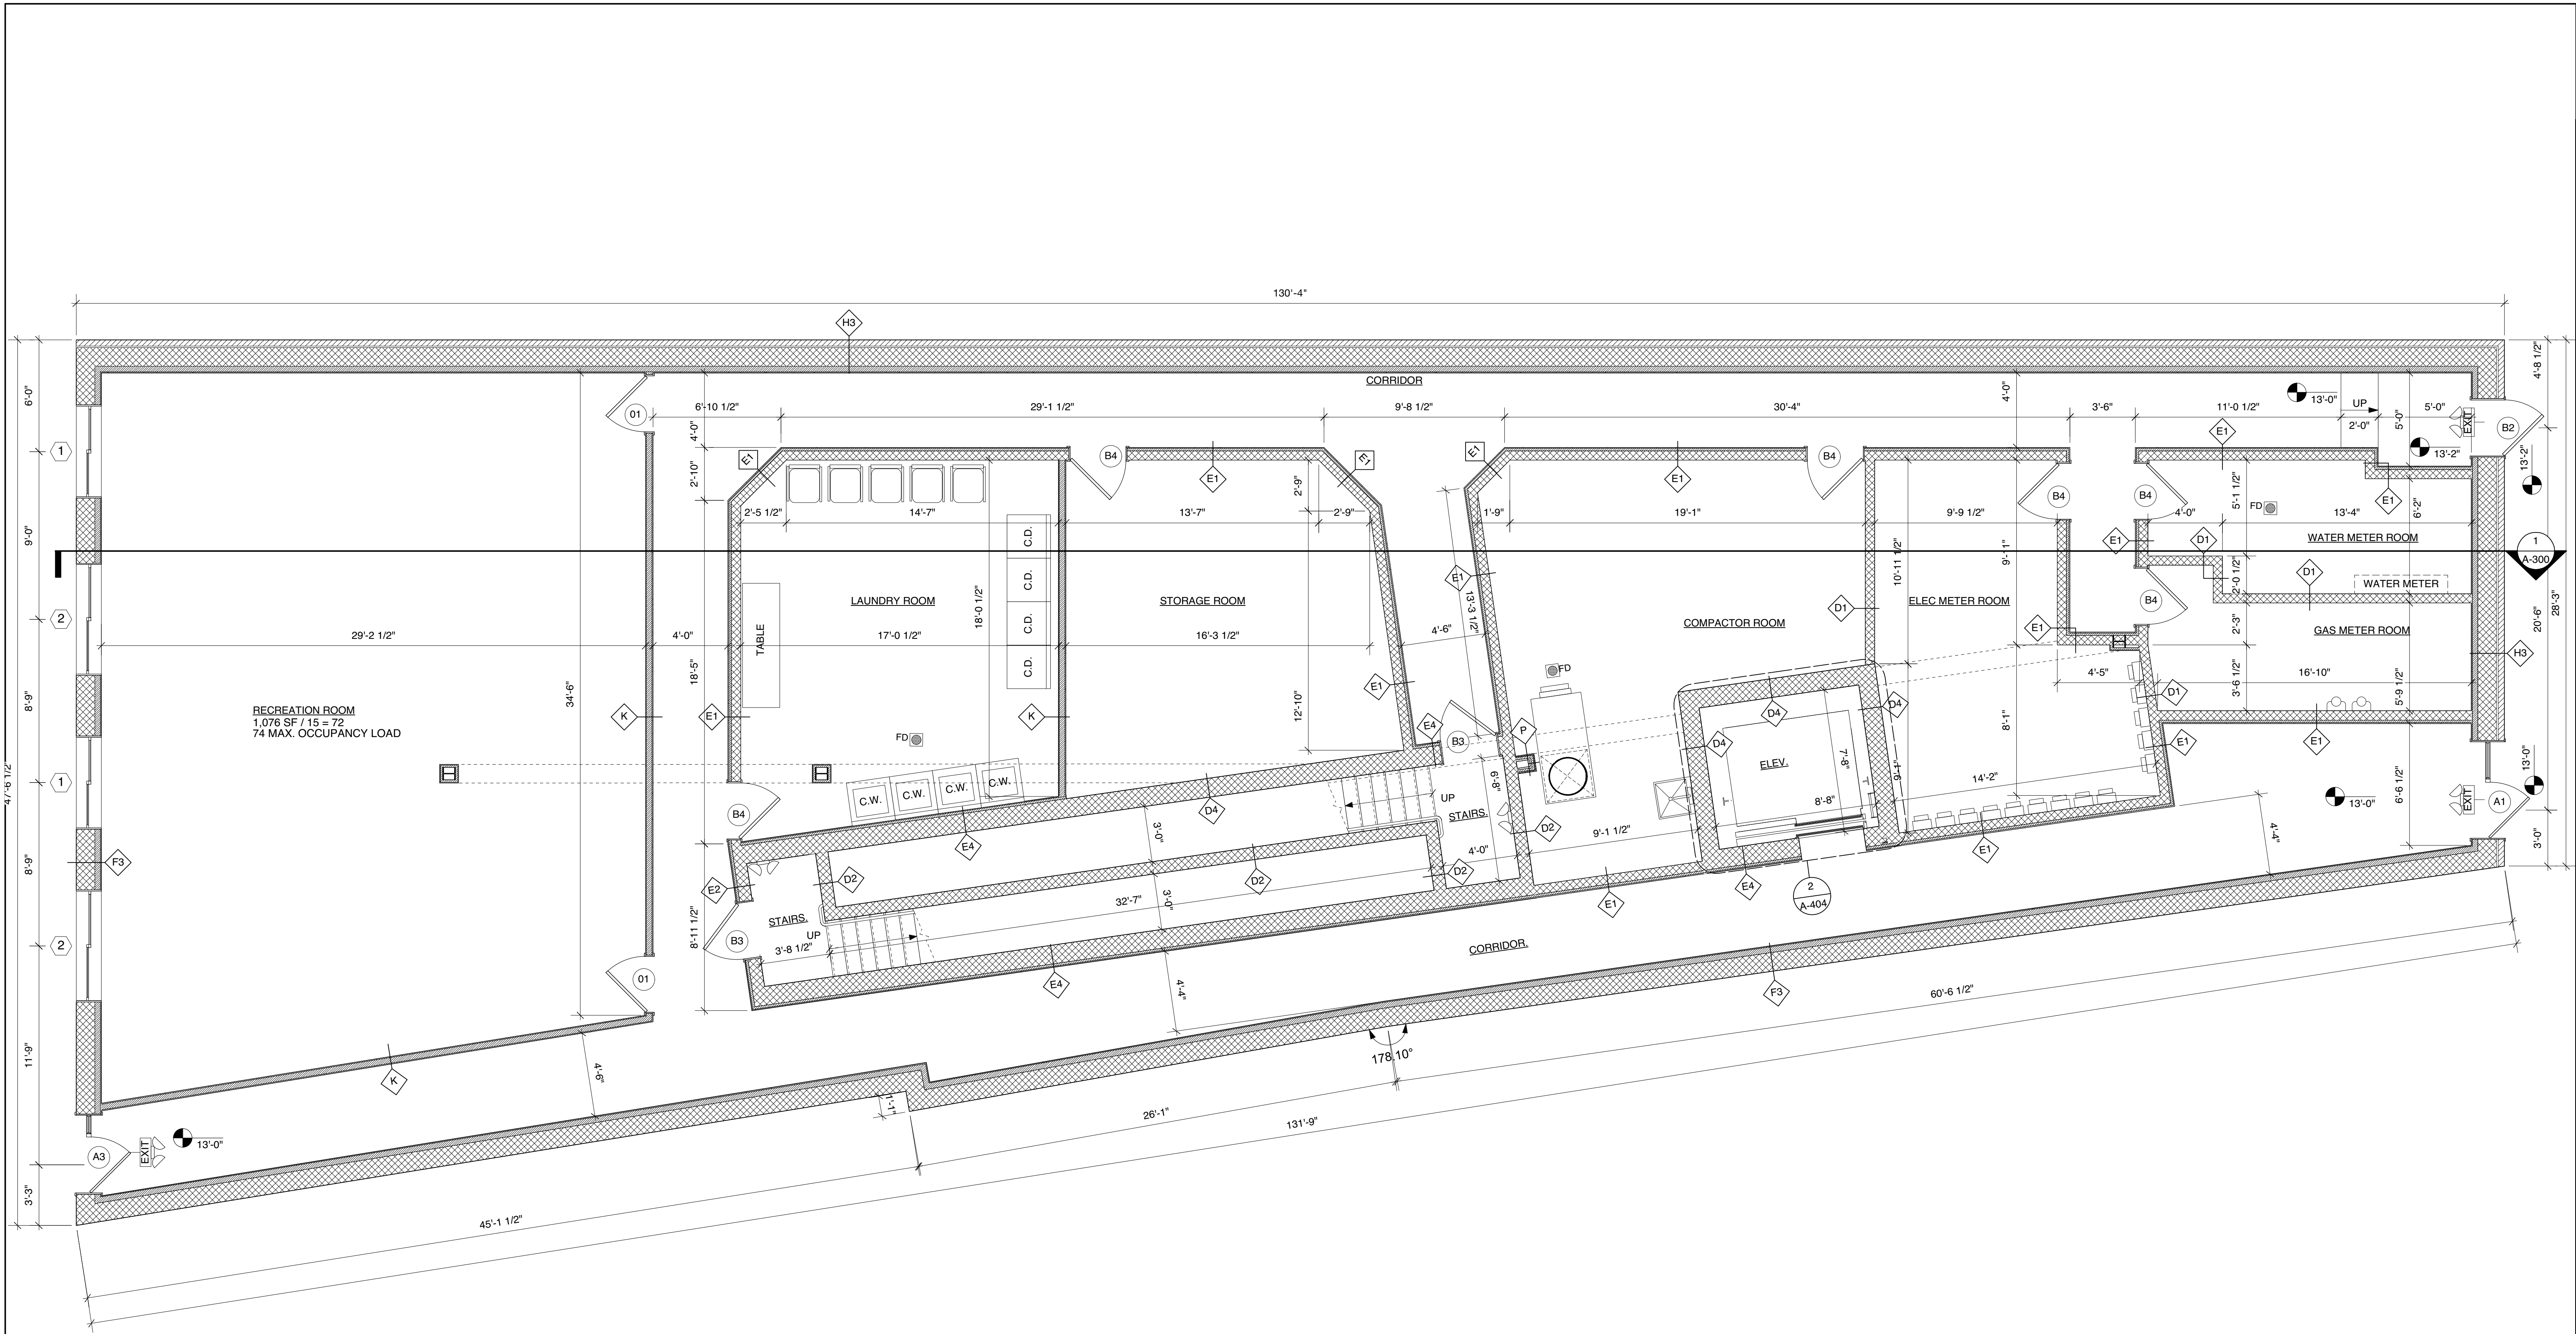 130'-4"
H3
CORRIDOR
6'-10 1/2"
29'-1 1/2"
9'-8 1/2"
30'-4"
3'-6"
11'-0 1/2"
UP
2'-0"
5'-0"
13'-0"
13'-2"
13'-2"
4'-8 1/2"
28'-3"
20'-6"
3'-0"
EXIT
B2
5'-0"
4'-0"
4'-0"
2'-10"
18'-5"
8'-11 1/2"
6'-0"
9'-0"
8'-9"
8'-9"
11'-9"
3'-3"
47'-6 1/2"
1
2
1
2
F3
01
01
E1
E1
E1
E1
E1
E1
E1
B4
B4
B4
B4
B4
B4
2'-5 1/2"
14'-7"
13'-7"
2'-9"
2'-9"
1'-9"
19'-1"
9'-9 1/2"
4'-0"
13'-4"
5'-1 1/2"
6'-2"
FD
WATER METER ROOM
WATER METER
D1
D1
E1
2'-0 1/2"
2'-3"
1
A-300
C.D.
C.D.
C.D.
C.D.
LAUNDRY ROOM
18'-0 1/2"
STORAGE ROOM
TABLE
29'-2 1/2"
4'-0"
17'-0 1/2"
16'-3 1/2"
4'-6"
13'-3 1/2"
E1
COMPACTOR ROOM
D1
10'-11 1/2"
ELEC METER ROOM
9'-11"
E1
GAS METER ROOM
H3
4'-5"
16'-10"
3'-6 1/2"
5'-9 1/2"
D1
RECREATION ROOM
1,076 SF / 15 = 72
74 MAX. OCCUPANCY LOAD
34'-6"
K
E1
K
12'-10"
E1
E4
B3
P
FD
D4
D4
D4
ELEV.
7'-8"
8'-8"
9'-1"
8'-1"
14'-2"
E1
E1
6'-6 1/2"
13'-0"
13'-0"
EXIT
A1
FD
C.W.
C.W.
C.W.
C.W.
D4
UP
STAIRS.
6'-8"
D2
9'-1 1/2"
4'-0"
E4
3'-0"
D2
D2
E1
E4
E1
4'-4"
2
A-404
E2
D2
STAIRS.
UP
3'-8 1/2"
B3
32'-7"
3'-0"
E4
4'-4"
CORRIDOR.
F3
60'-6 1/2"
K
4'-6"
1'-1"
178.10°
26'-1"
131'-9"
13'-0"
EXIT
A3
45'-1 1/2"